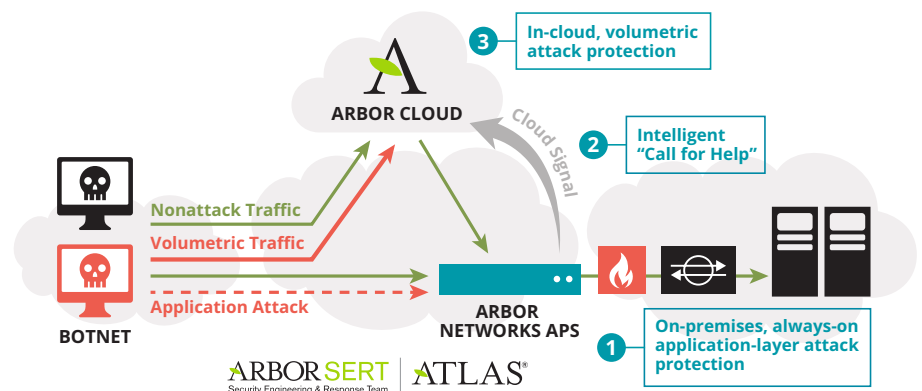 3
In-cloud, volumetric
attack protection
ARBOR CLOUD
Cloud Signal
2
Intelligent
“Call for Help”
Nonattack Traffic
Volumetric Traffic
Application Attack
BOTNET
ARBOR
NETWORKS APS
1
On-premises, always-on
application-layer attack
protection
ARBOR SERT
Security Engineering & Response Team
ATLAS®